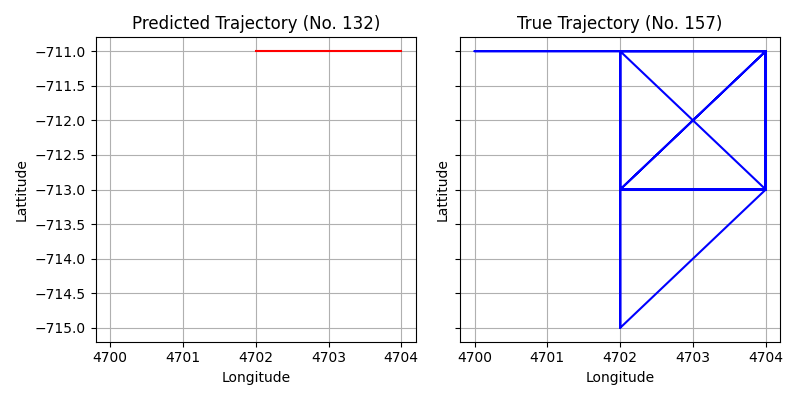 Predicted Trajectory (No. 132)
True Trajectory (No. 157)
−711.0
−711.5
−712.0
−712.5
−713.0
−713.5
−714.0
−714.5
−715.0
Lattitude
Lattitude
4700 4701 4702 4703 4704
4700 4701 4702 4703 4704
Longitude
Longitude